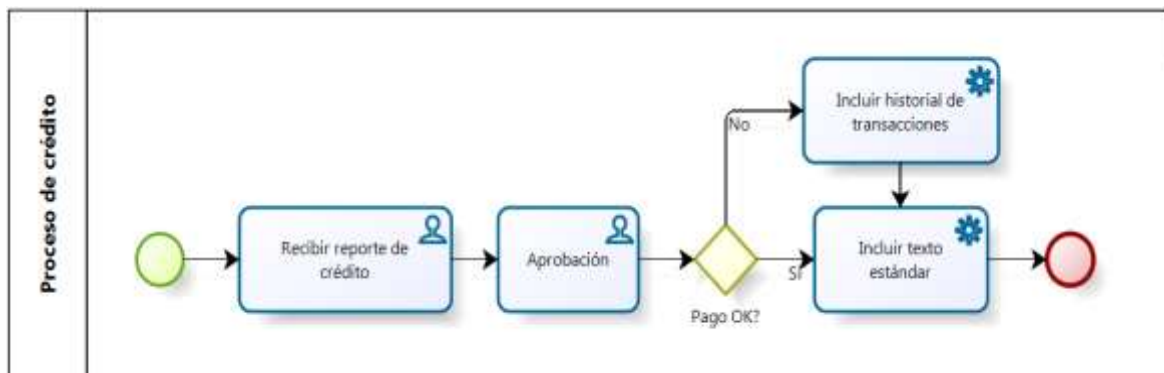 Proceso de crédito
Recibir reporte de
crédito
Aprobación
Pago OK?
No
Sí
Incluir historial de
transacciones
Incluir texto
estándar